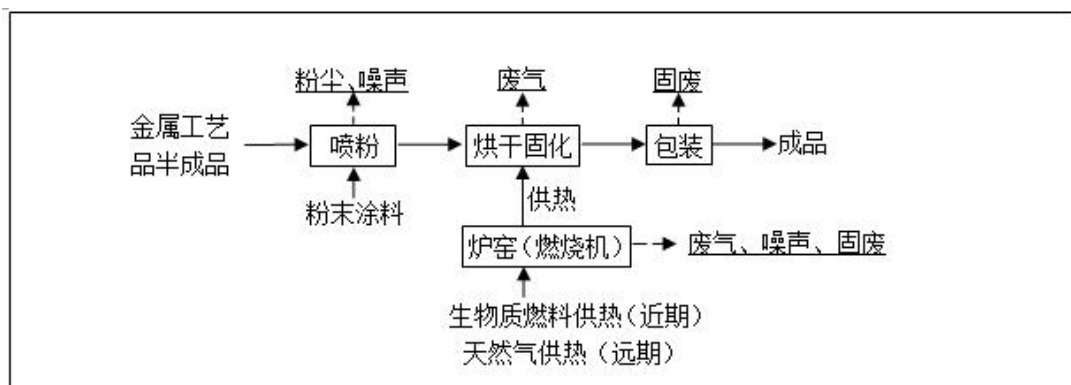 粉尘、噪声
废气
固废
金属工艺
品半成品
喷粉
烘干固化
包装
成品
粉末涂料
供热
炉窑(燃烧机)
废气、噪声、固废
生物质燃料供热(近期)
天然气供热(远期)